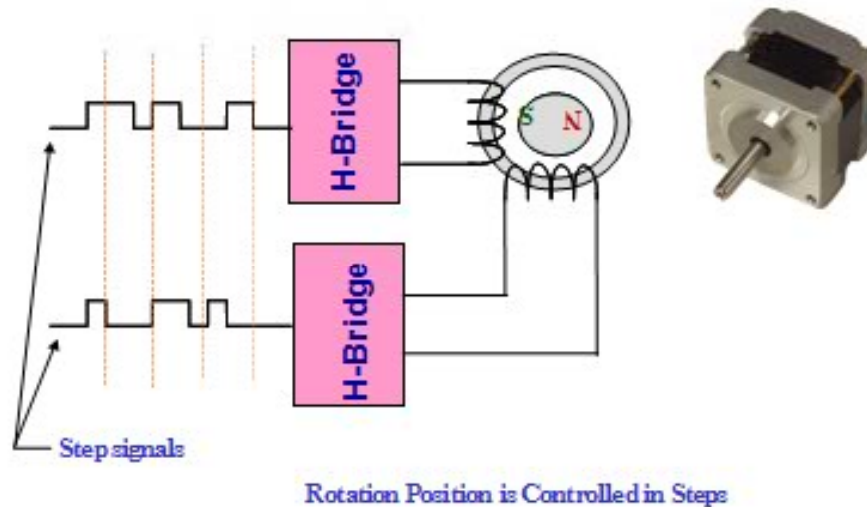 H-Bridge
S N
H-Bridge
Step signals
Rotation Position is Controlled in Steps